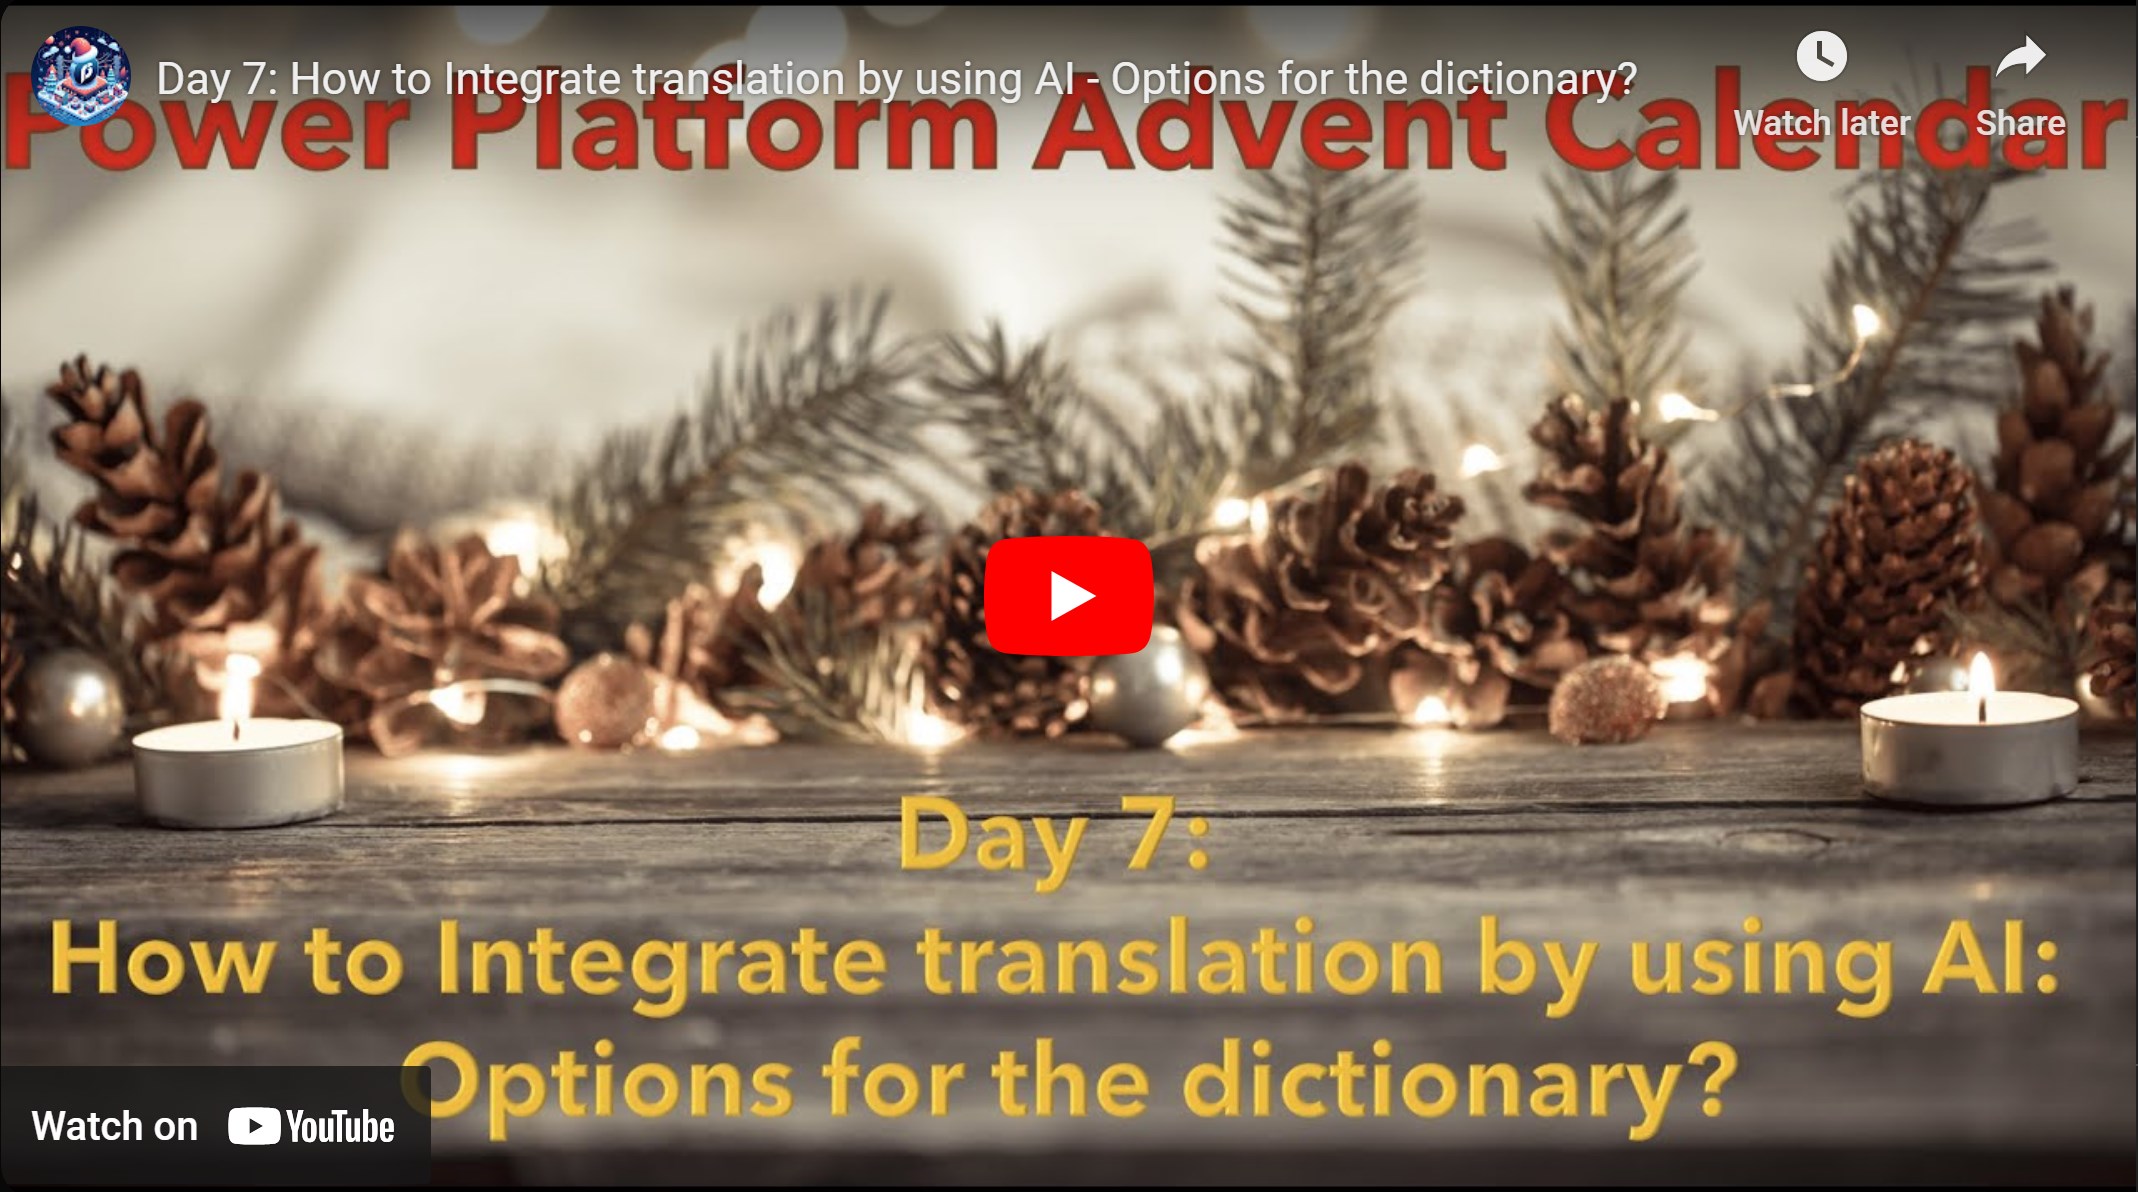 Day 7: How to Integrate translation by using AI - Options for the dictionary?
Watch later
Share
Power Platform Advent Calendar
Day 7:
How to Integrate translation by using AI:
Options for the dictionary?
Watch on YouTube